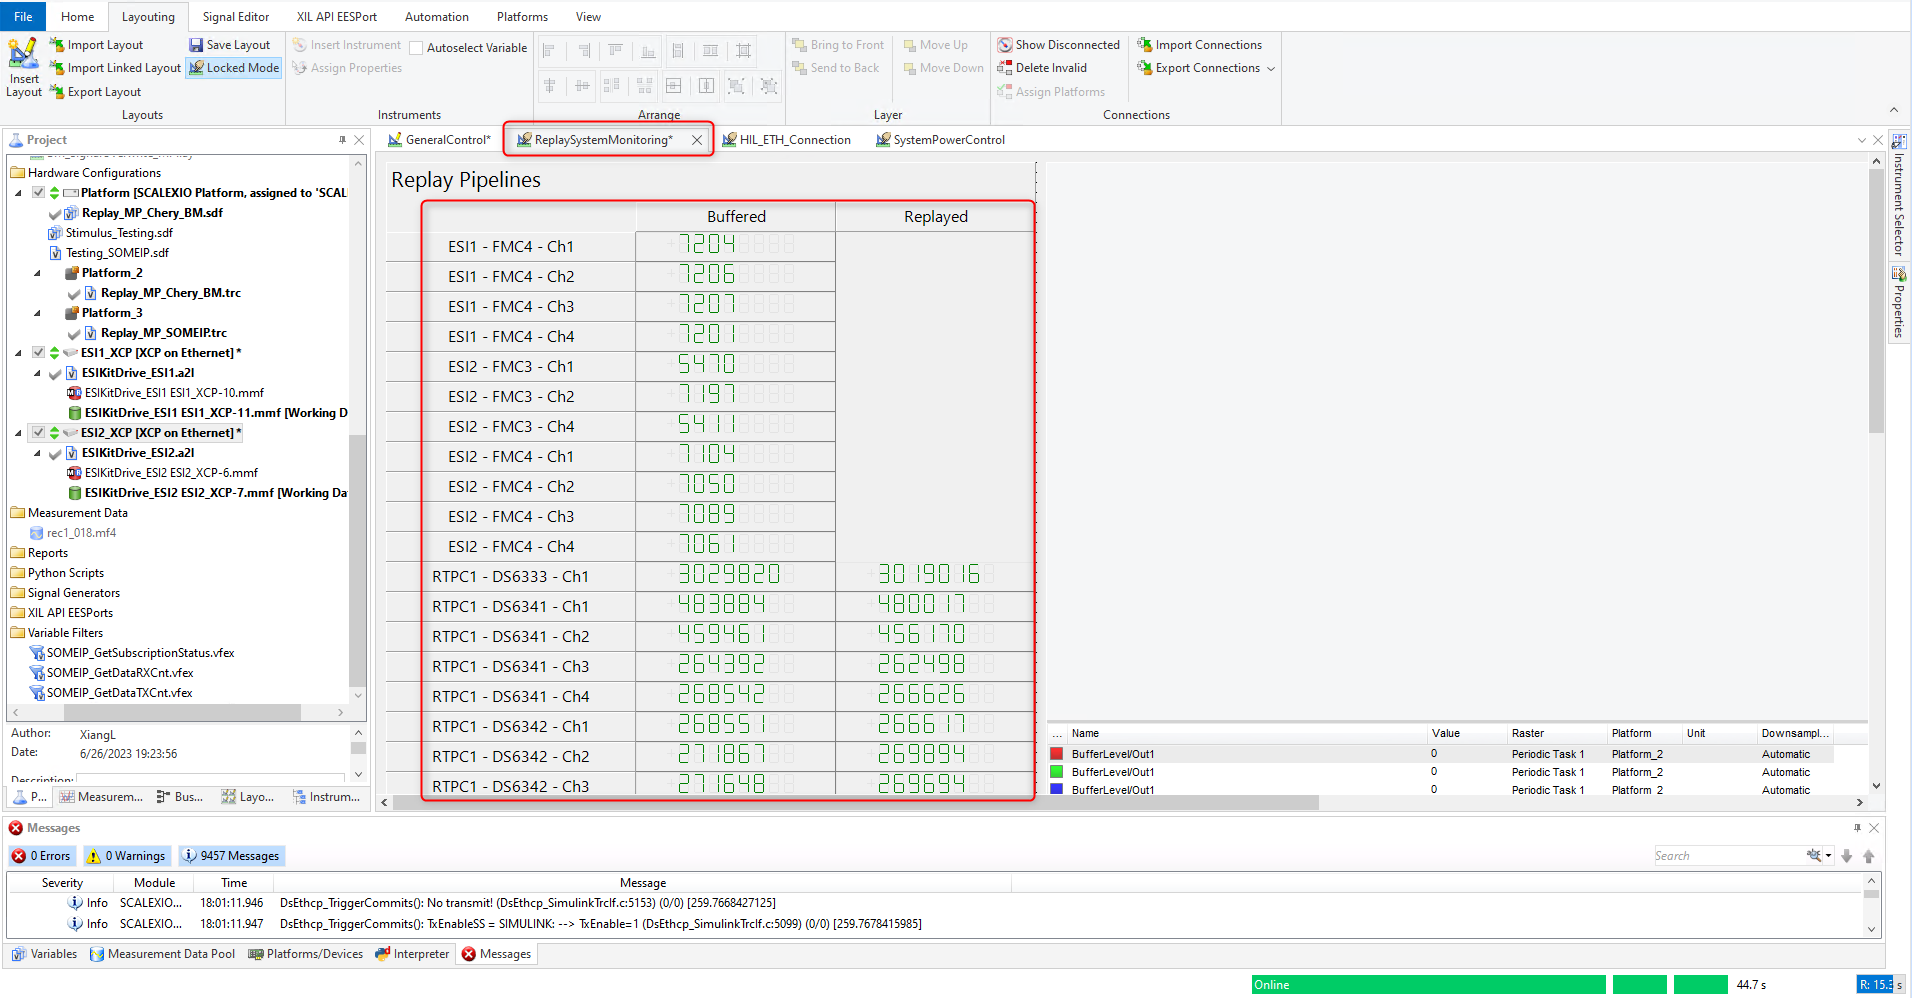 File Home Layouting Signal Editor XIL API EESPort Automation Platforms View
Import Layout Save Layout Insert Instrument Autoselect Variable Bring to Front Move Up Show Disconnected Import Connections
Insert Layout Import Linked Layout Locked Mode Assign Properties Send to Back Move Down Delete Invalid Export Connections
Export Layout Assign Platforms
Layouts Instruments Arrange Layer Connections
Project
Hardware Configurations
Platform [SCALEXIO Platform, assigned to 'SCAL
Replay_MP_Chery_BM.sdf
Stimulus_Testing.sdf
Testing_SOMEIP.sdf
Platform_2
Replay_MP_Chery_BM.trc
Platform_3
Replay_MP_SOMEIP.trc
ESI1_XCP [XCP on Ethernet] *
ESIKitDrive_ESI1.a2l
ESIKitDrive_ESI1 ESI1_XCP-10.mmf
ESIKitDrive_ESI1 ESI1_XCP-11.mmf [Working D
ESI2_XCP [XCP on Ethernet] *
ESIKitDrive_ESI2.a2l
ESIKitDrive_ESI2 ESI2_XCP-6.mmf
ESIKitDrive_ESI2 ESI2_XCP-7.mmf [Working Da
Measurement Data
rec1_018.mf4
Reports
Python Scripts
Signal Generators
XIL API EESPorts
Variable Filters
SOMEIP_GetSubscriptionStatus.vfex
SOMEIP_GetDataRXCnt.vfex
SOMEIP_GetDataTXCnt.vfex
Author: XiangL
Date: 6/26/2023 19:23:56
Description:
P... Measurem... Bus... Layo... Instrum...
GeneralControl* ReplaySystemMonitoring* HIL_ETH_Connection SystemPowerControl
Replay Pipelines
Buffered Replayed
ESI1 - FMC4 - Ch1 7204
ESI1 - FMC4 - Ch2 7206
ESI1 - FMC4 - Ch3 7207
ESI1 - FMC4 - Ch4 7201
ESI2 - FMC3 - Ch1 5470
ESI2 - FMC3 - Ch2 7197
ESI2 - FMC3 - Ch4 5411
ESI2 - FMC4 - Ch1 7104
ESI2 - FMC4 - Ch2 7050
ESI2 - FMC4 - Ch3 7089
ESI2 - FMC4 - Ch4 7061
RTPC1 - DS6333 - Ch1 3029820 3019016
RTPC1 - DS6341 - Ch1 483884 480017
RTPC1 - DS6341 - Ch2 459461 456170
RTPC1 - DS6341 - Ch3 264392 262498
RTPC1 - DS6341 - Ch4 268542 266626
RTPC1 - DS6342 - Ch1 268551 266617
RTPC1 - DS6342 - Ch2 271867 269894
RTPC1 - DS6342 - Ch3 271648 269694
... Name Value Raster Platform Unit Downsampl...
BufferLevel/Out1 0 Periodic Task 1 Platform_2 Automatic
BufferLevel/Out1 0 Periodic Task 1 Platform_2 Automatic
BufferLevel/Out1 0 Periodic Task 1 Platform_2 Automatic
Instrument Selector
Properties
Messages
0 Errors 0 Warnings 9457 Messages Search
Severity Module Time Message
Info SCALEXIO... 18:01:11.946 DsEthcp_TriggerCommits(): No transmit! (DsEthcp_SimulinkTrcIf.c:5153) (0/0) [259.7668427125]
Info SCALEXIO... 18:01:11.947 DsEthcp_TriggerCommits(): TxEnableSS = SIMULINK: --> TxEnable=1 (DsEthcp_SimulinkTrcIf.c:5099) (0/0) [259.7678415985]
Variables Measurement Data Pool Platforms/Devices Interpreter Messages
Online 44.7 s R: 15.3 s